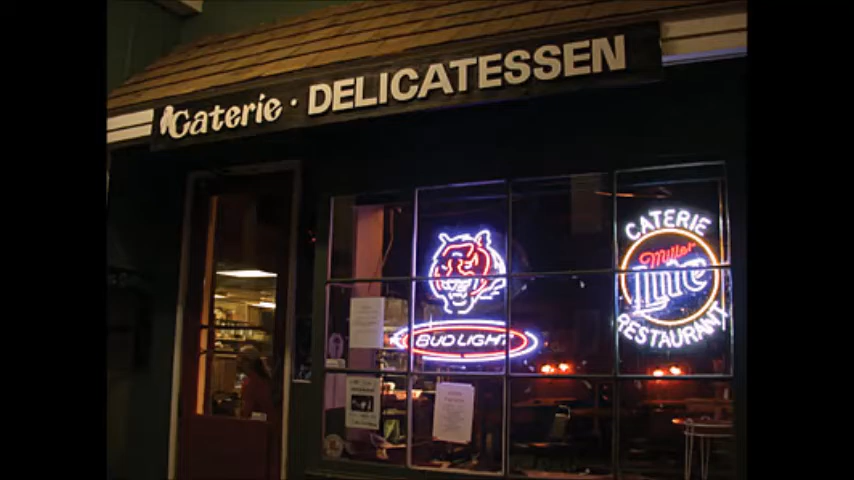 Caterie · DELICATESSEN
CATERIE
Miller
Lite
RESTAURANT
BUD LIGHT